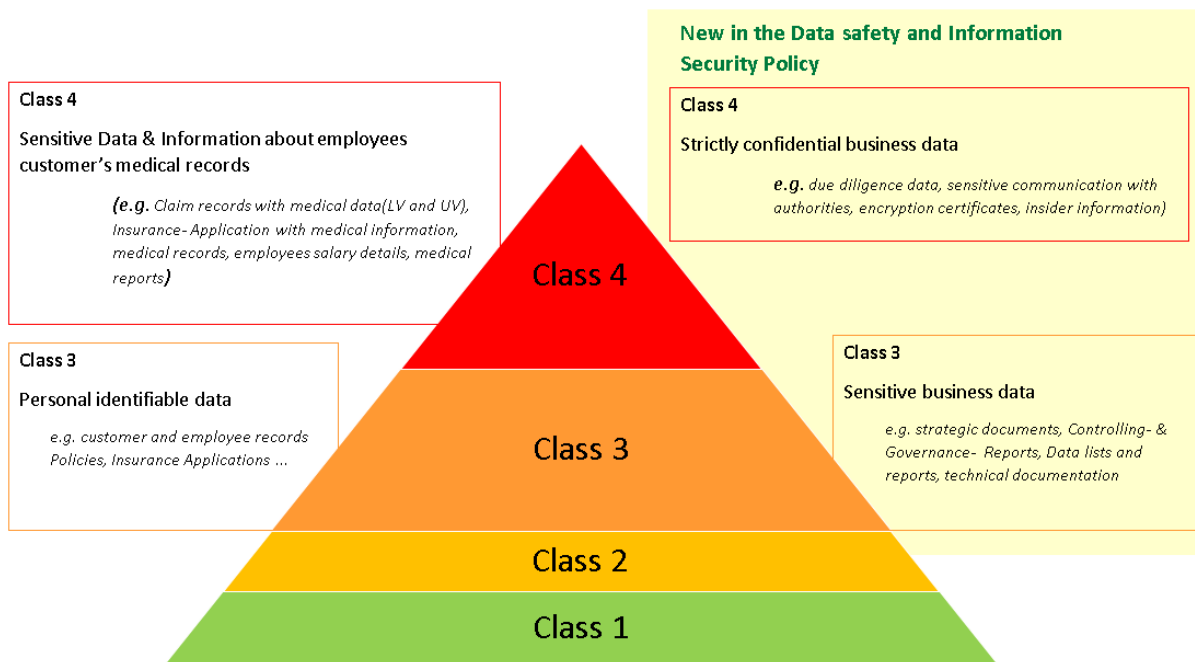 New in the Data safety and Information
Security Policy
Class 4
Sensitive Data & Information about employees
customer's medical records
(e.g. Claim records with medical data(LV and UV),
Insurance- Application with medical information,
medical records, employees salary details, medical
reports)
Class 4
Strictly confidential business data
e.g. due diligence data, sensitive communication with
authorities, encryption certificates, insider information)
Class 4
Class 3
Personal identifiable data
e.g. customer and employee records
Policies, Insurance Applications ...
Class 3
Sensitive business data
e.g. strategic documents, Controlling- &
Governance- Reports, Data lists and
reports, technical documentation
Class 3
Class 2
Class 1